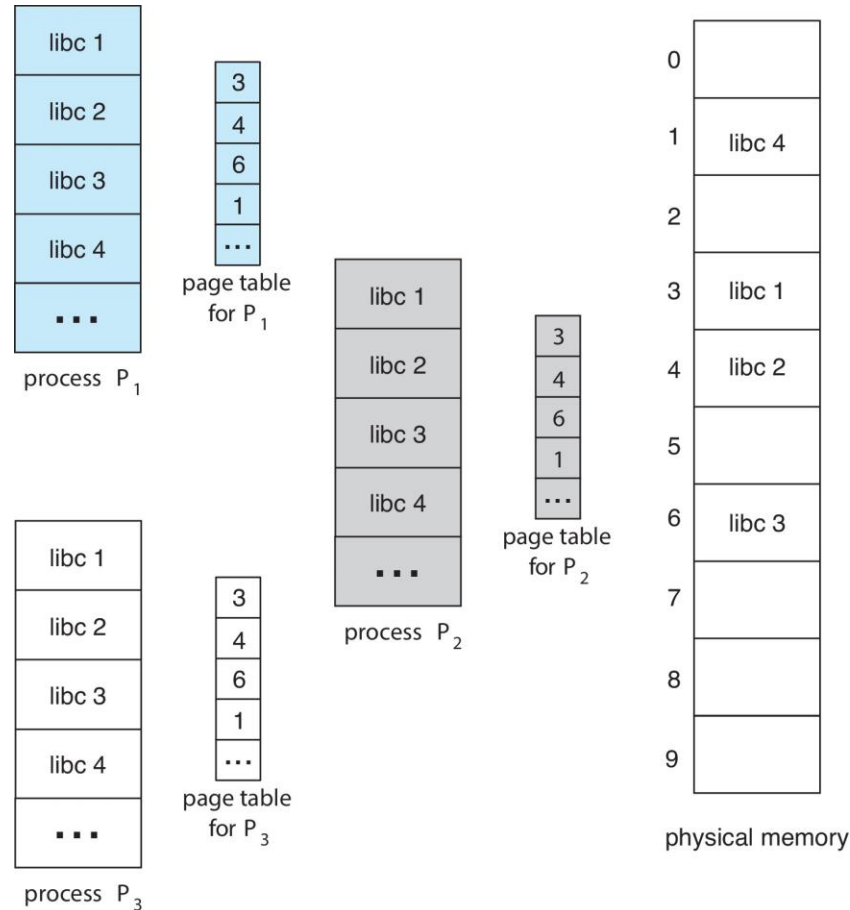 libc 1
libc 2
libc 3
libc 4
...
process P1
3
4
6
1
...
page table
for P1
libc 1
libc 2
libc 3
libc 4
...
process P2
3
4
6
1
...
page table
for P2
libc 1
libc 2
libc 3
libc 4
...
process P3
3
4
6
1
...
page table
for P3
0
1 libc 4
2
3 libc 1
4 libc 2
5
6 libc 3
7
8
9
physical memory